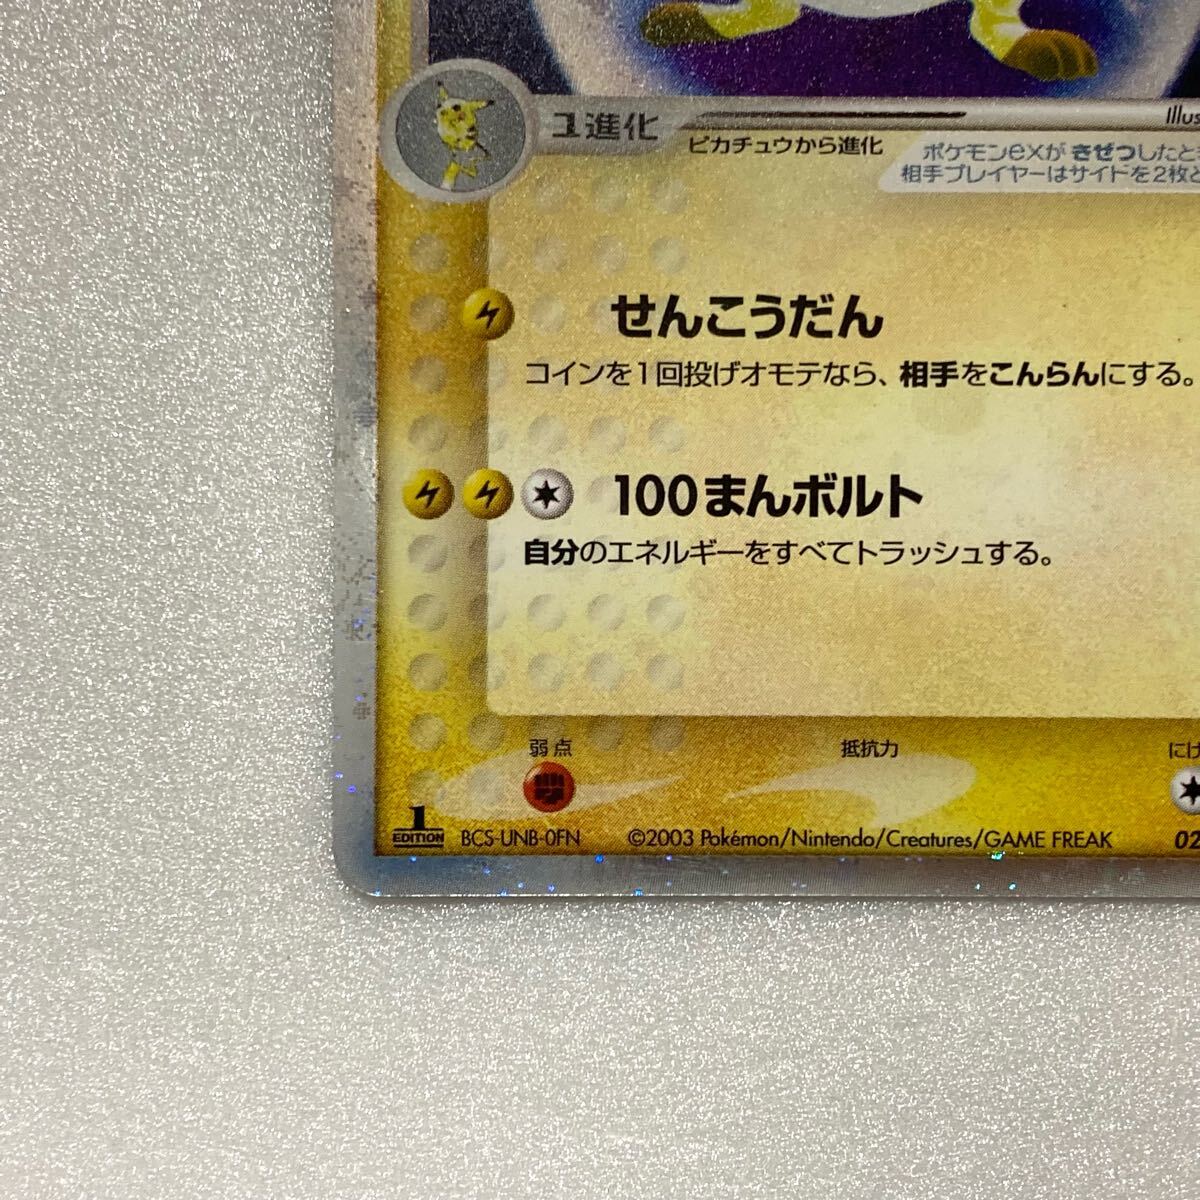 1進化
Illus
ピカチュウから進化
ポケモンexが きぜつしたとき
相手プレイヤーはサイドを2枚と
せんこうだん
コインを1回投げオモテなら、相手をこんらんにする。
100まんボルト
自分のエネルギーをすべてトラッシュする。
弱点
抵抗力
にげ
1 EDITION
BCS-UNB-0FN
©2003 Pokémon/Nintendo/Creatures/GAME FREAK
02